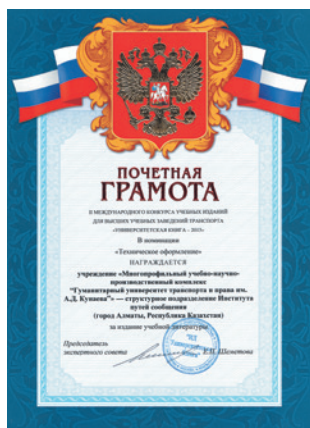 ПОЧЕТНАЯ
ГРАМОТА
II МЕЖДУНАРОДНОГО КОНКУРСА УЧЕБНЫХ ИЗДАНИЙ
ДЛЯ ВЫСШИХ УЧЕБНЫХ ЗАВЕДЕНИЙ ТРАНСПОРТА
«УНИВЕРСИТЕТСКАЯ КНИГА - 2013»
В номинации
«Техническое оформление»
НАГРАЖДАЕТСЯ
учреждение «Многопрофильный учебно-научно-
производственный комплекс
"Гуманитарный университет транспорта и права им.
А.Д. Кунаева"» — структурное подразделение Института
путей сообщения
(город Алматы, Республика Казахстан)
за издание учебной литературы
Председатель
экспертного совета Е.П. Шаметова